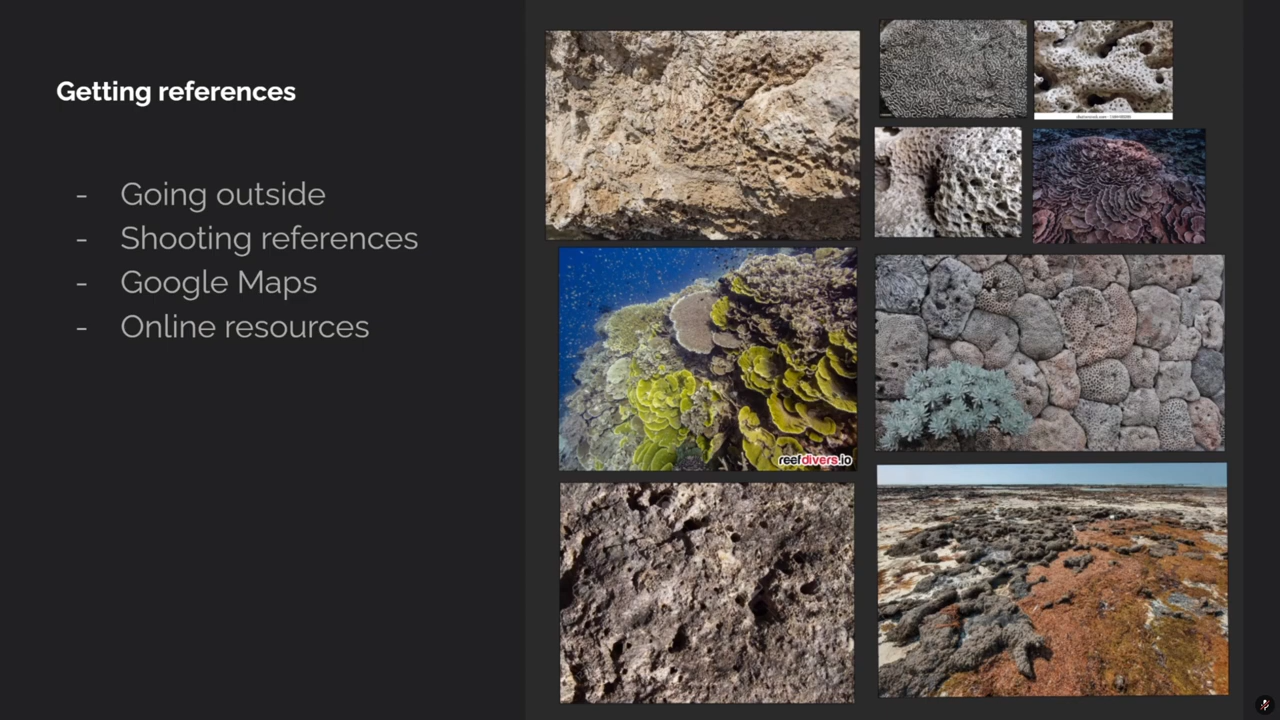 Getting references
- Going outside
- Shooting references
- Google Maps
- Online resources
reefdivers.io